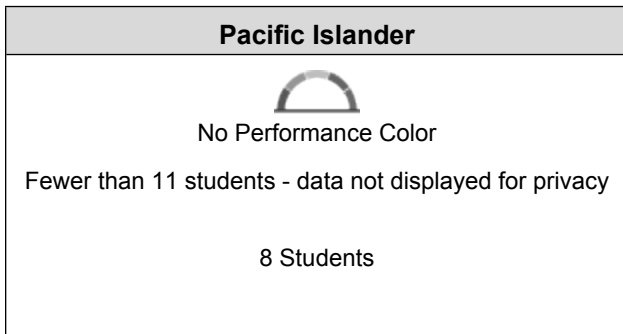 Pacific Islander
No Performance Color
Fewer than 11 students - data not displayed for privacy
8 Students